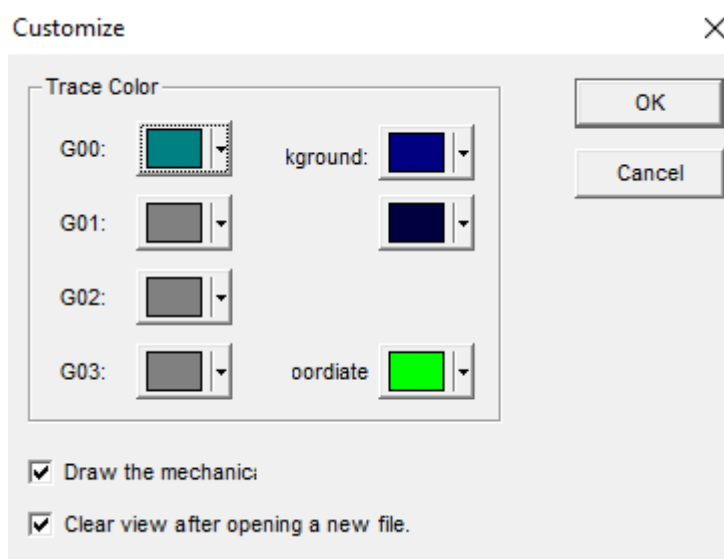 Customize
Trace Color
OK
Cancel
G00:
kground:
G01:
G02:
G03:
oordiate
Draw the mechanica
Clear view after opening a new file.